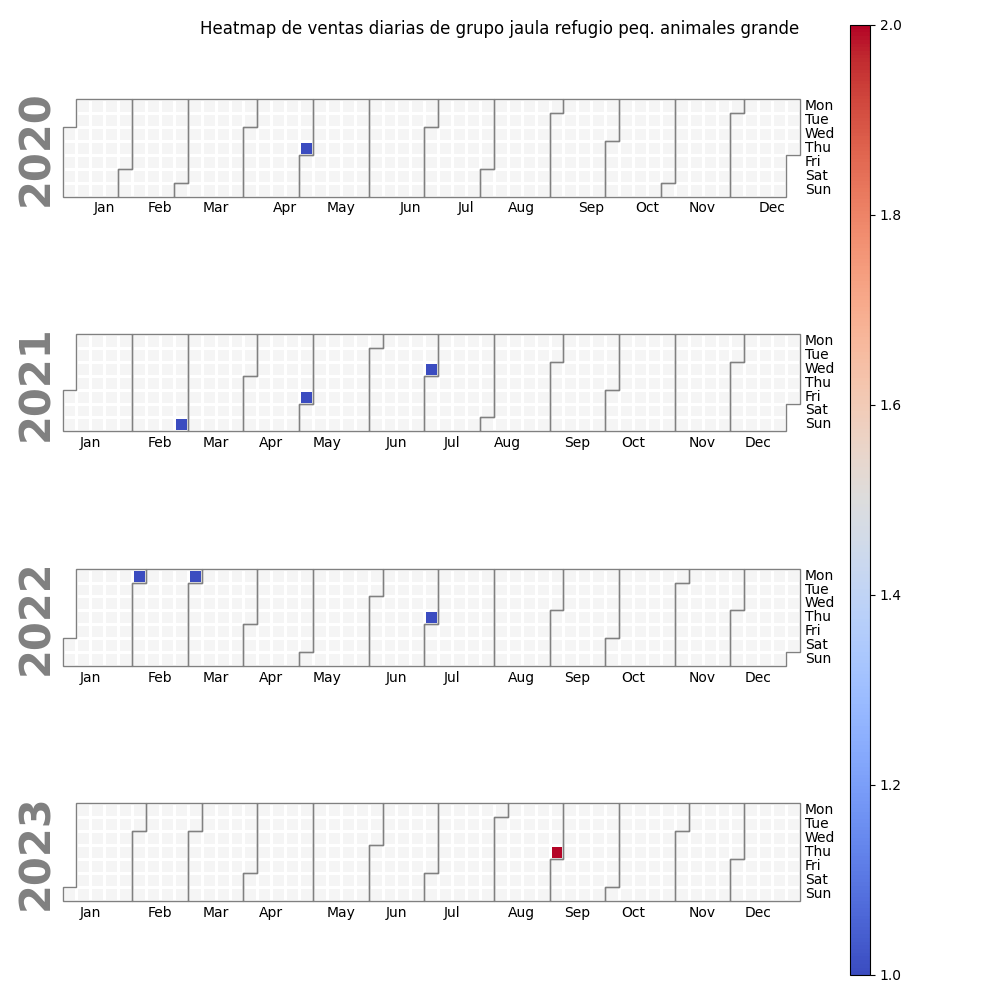 Heatmap de ventas diarias de grupo jaula refugio peq. animales grande
2020
Mon
Tue
Wed
Thu
Fri
Sat
Sun
Jan Feb Mar Apr May Jun Jul Aug Sep Oct Nov Dec
2021
Mon
Tue
Wed
Thu
Fri
Sat
Sun
Jan Feb Mar Apr May Jun Jul Aug Sep Oct Nov Dec
2022
Mon
Tue
Wed
Thu
Fri
Sat
Sun
Jan Feb Mar Apr May Jun Jul Aug Sep Oct Nov Dec
2023
Mon
Tue
Wed
Thu
Fri
Sat
Sun
Jan Feb Mar Apr May Jun Jul Aug Sep Oct Nov Dec
2.0
1.8
1.6
1.4
1.2
1.0